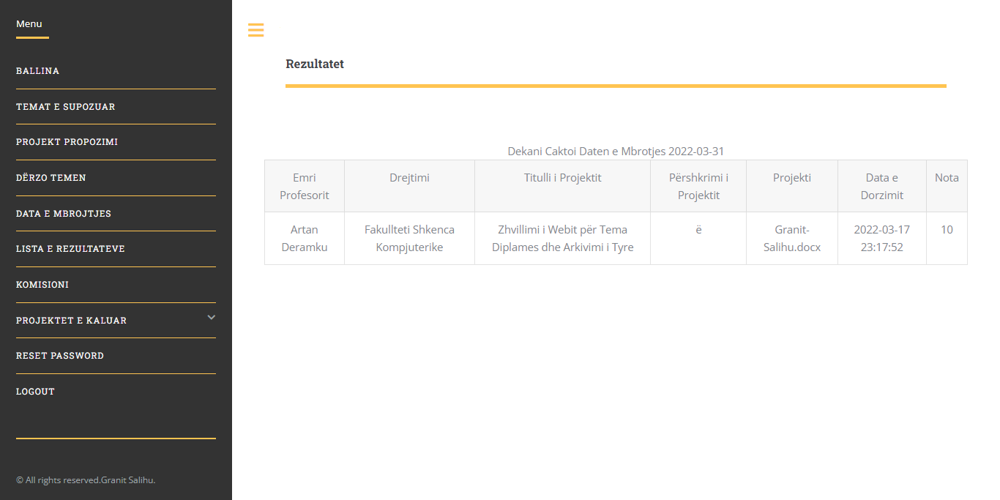 Menu
BALLINA
TEMAT E SUPOZUAR
PROJEKT PROPOZIMI
DËRZO TEMEN
DATA E MBROJTJES
LISTA E REZULTATEVE
KOMISIONI
PROJEKTET E KALUAR
RESET PASSWORD
LOGOUT
© All rights reserved.Granit Salihu.
Rezultatet
Dekani Caktoi Daten e Mbrotjes 2022-03-31
Emri
Profesorit
Drejtimi
Titulli i Projektit
Përshkrimi i
Projektit
Projekti
Data e
Dorzimit
Nota
Artan
Deramku
Fakullteti Shkenca
Kompjuterike
Zhvillimi i Webit për Tema
Diplames dhe Arkivimi i Tyre
ë
Granit-
Salihu.docx
2022-03-17
23:17:52
10